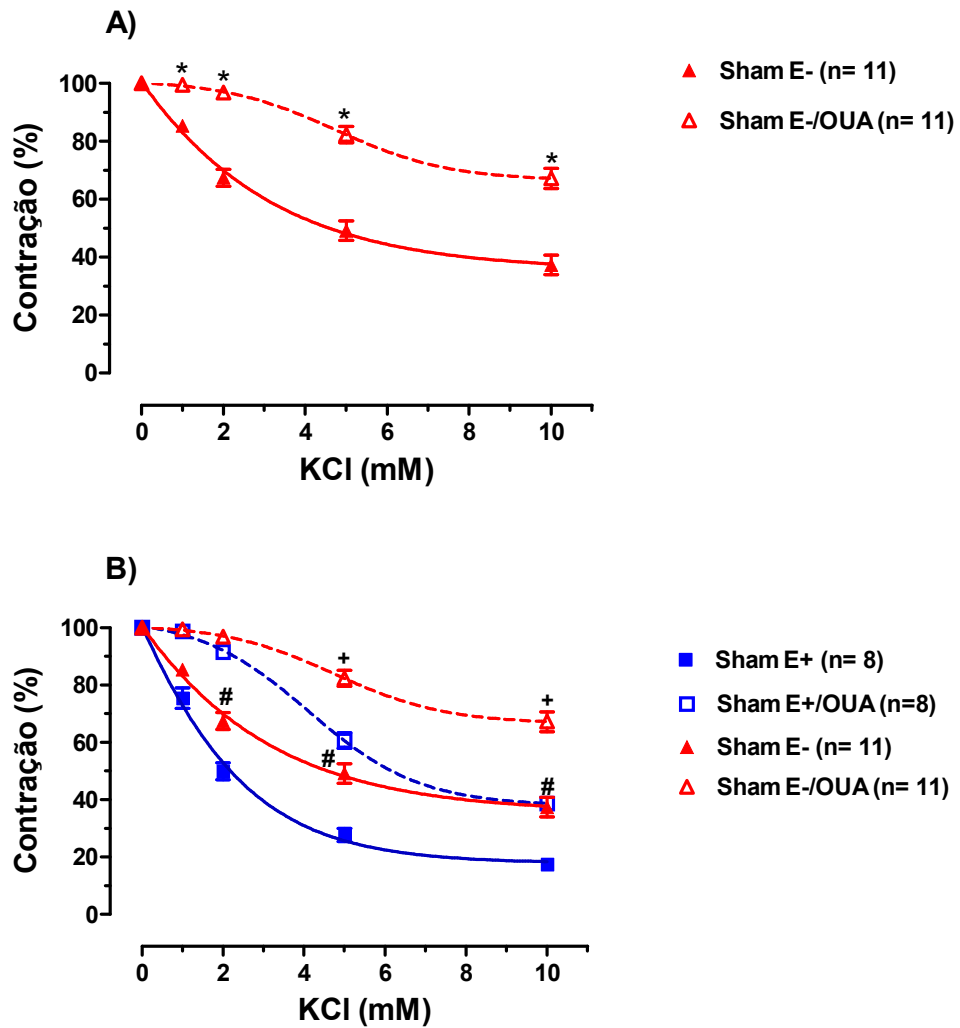 A)
Contração (%)
100
80
60
40
20
0
* * * *
0 2 4 6 8 10
KCl (mM)
Sham E- (n= 11)
Sham E-/OUA (n= 11)
B)
Contração (%)
100
80
60
40
20
0
+ +
# # #
0 2 4 6 8 10
KCl (mM)
Sham E+ (n= 8)
Sham E+/OUA (n=8)
Sham E- (n= 11)
Sham E-/OUA (n= 11)